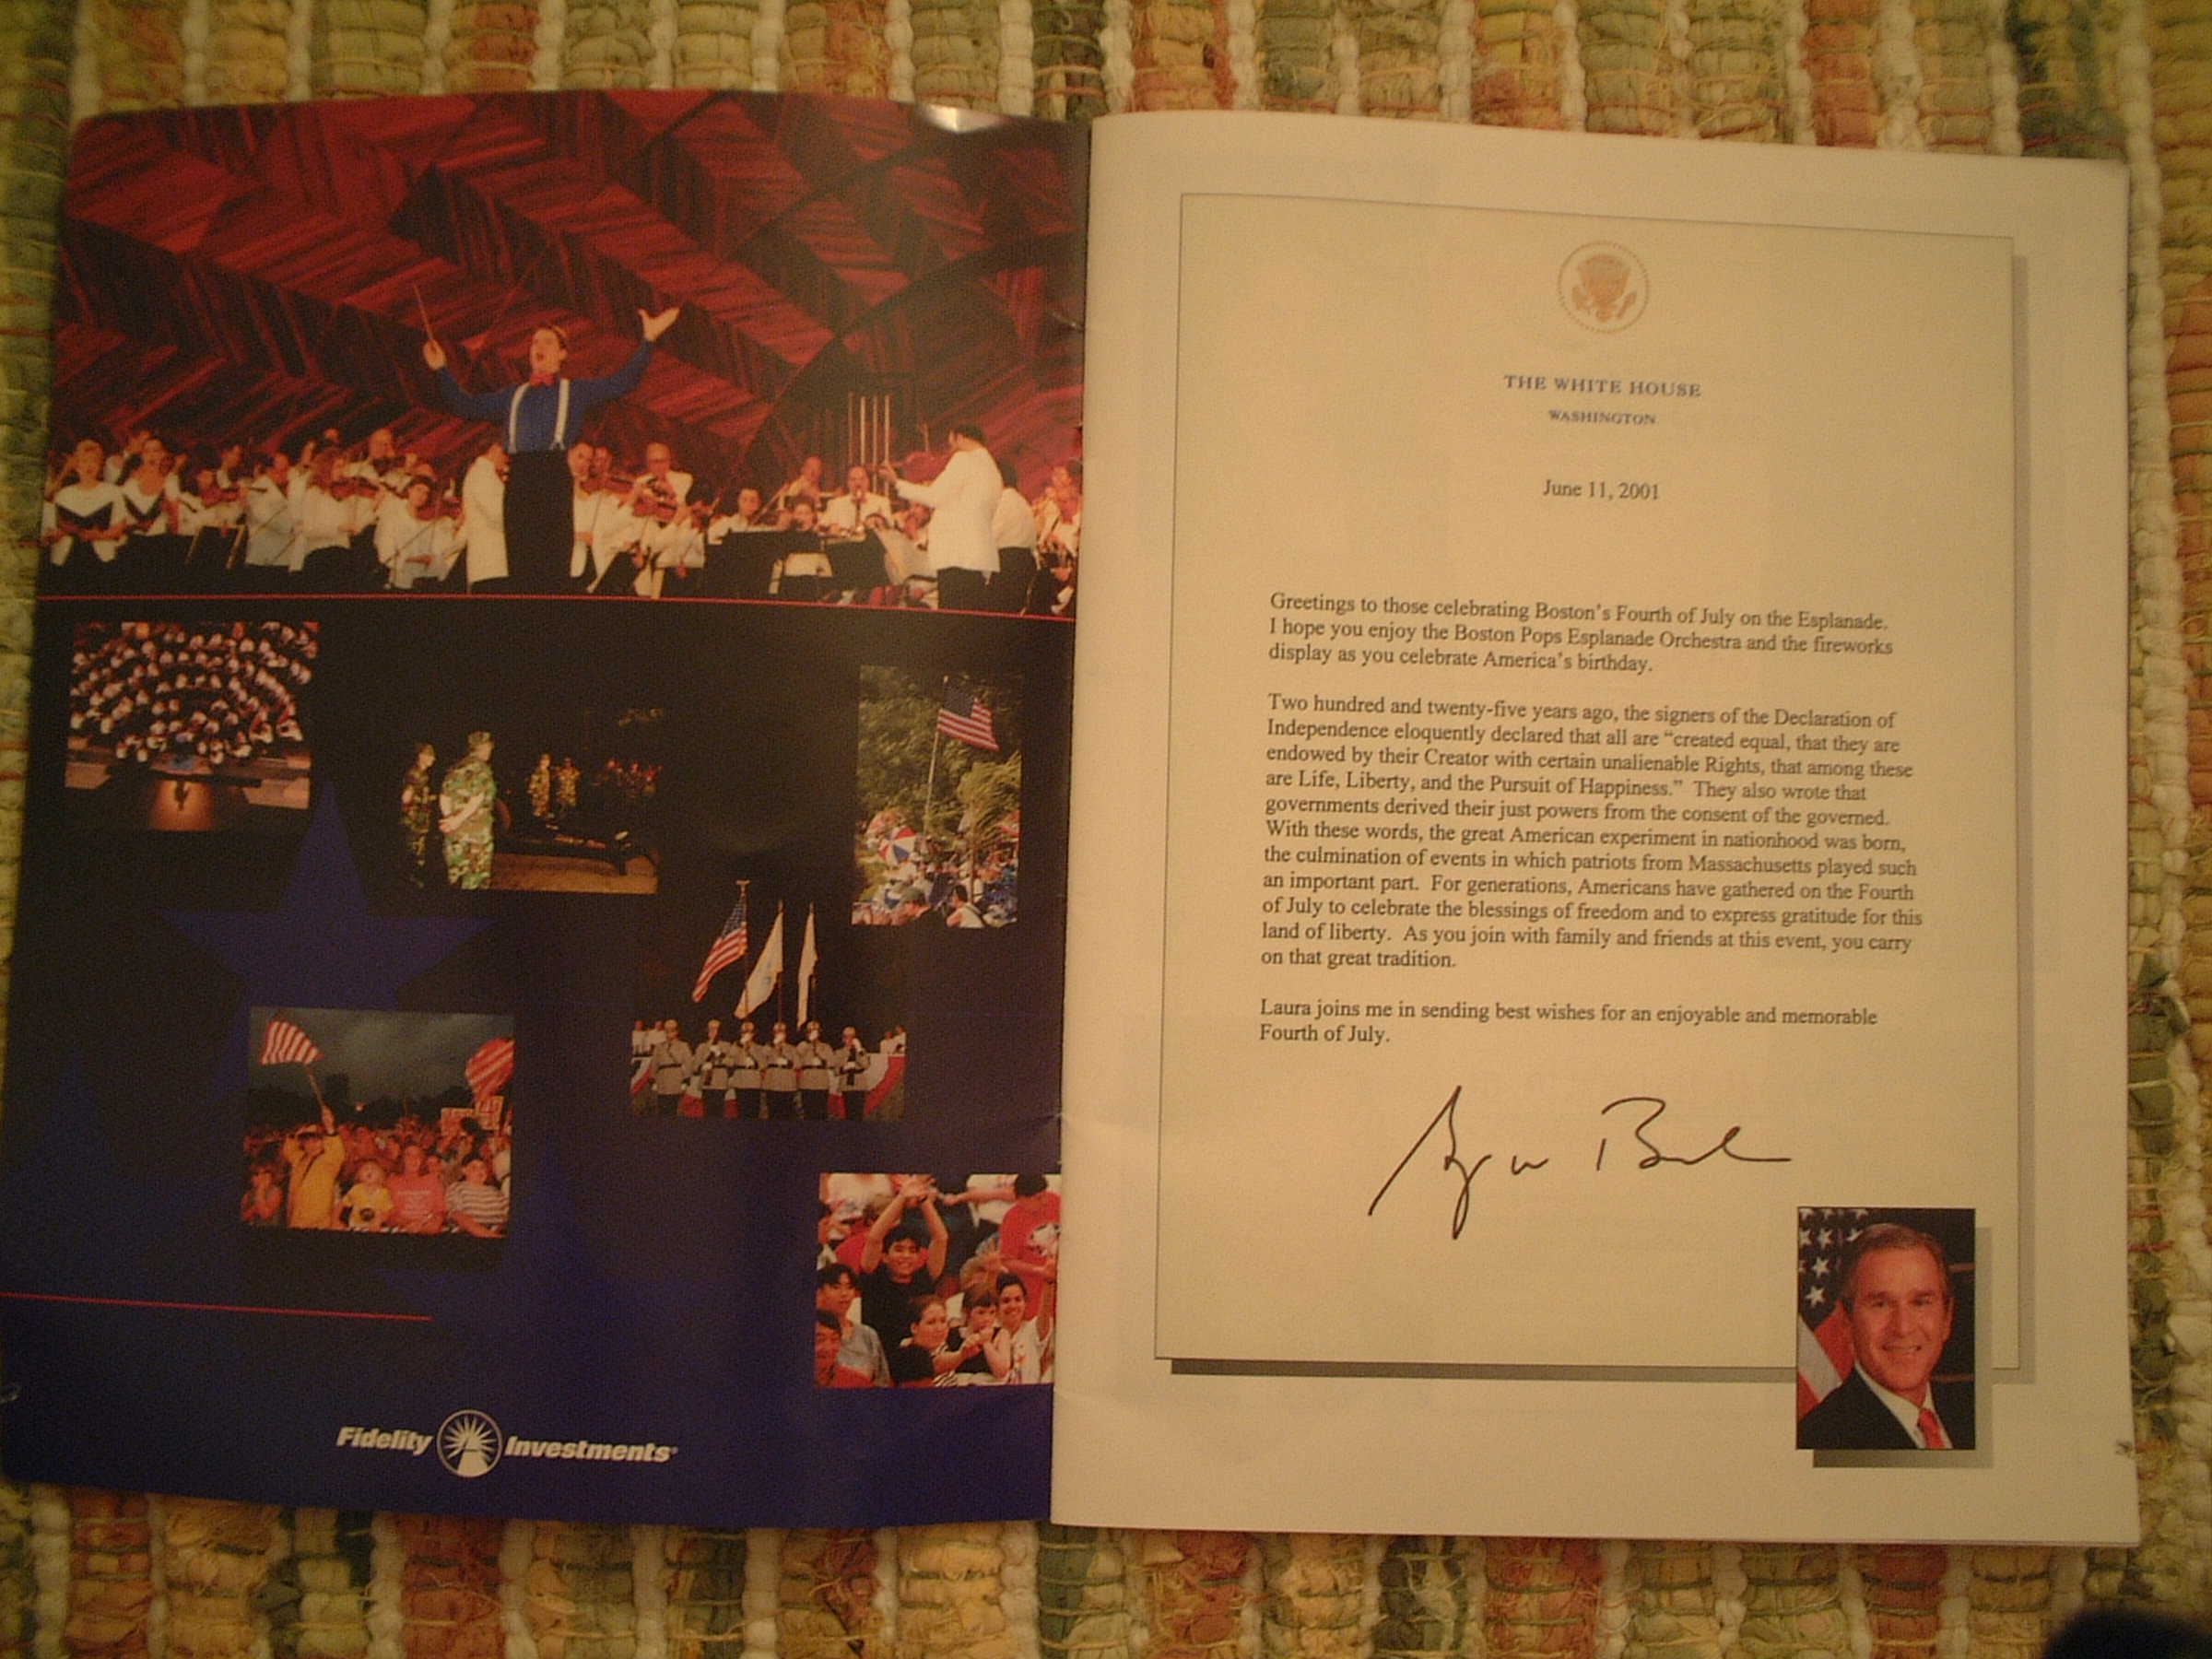 Fidelity Investments
THE WHITE HOUSE
WASHINGTON
June 11, 2001
Greetings to those celebrating Boston's Fourth of July on the Esplanade.
I hope you enjoy the Boston Pops Esplanade Orchestra and the fireworks
display as you celebrate America's birthday.
Two hundred and twenty-five years ago, the signers of the Declaration of
Independence eloquently declared that all are “created equal, that they are
endowed by their Creator with certain unalienable Rights, that among these
are Life, Liberty, and the Pursuit of Happiness.” They also wrote that
governments derived their just powers from the consent of the governed.
With these words, the great American experiment in nationhood was born,
the culmination of events in which patriots from Massachusetts played such
an important part. For generations, Americans have gathered on the Fourth
of July to celebrate the blessings of freedom and to express gratitude for this
land of liberty. As you join with family and friends at this event, you carry
on that great tradition.
Laura joins me in sending best wishes for an enjoyable and memorable
Fourth of July.